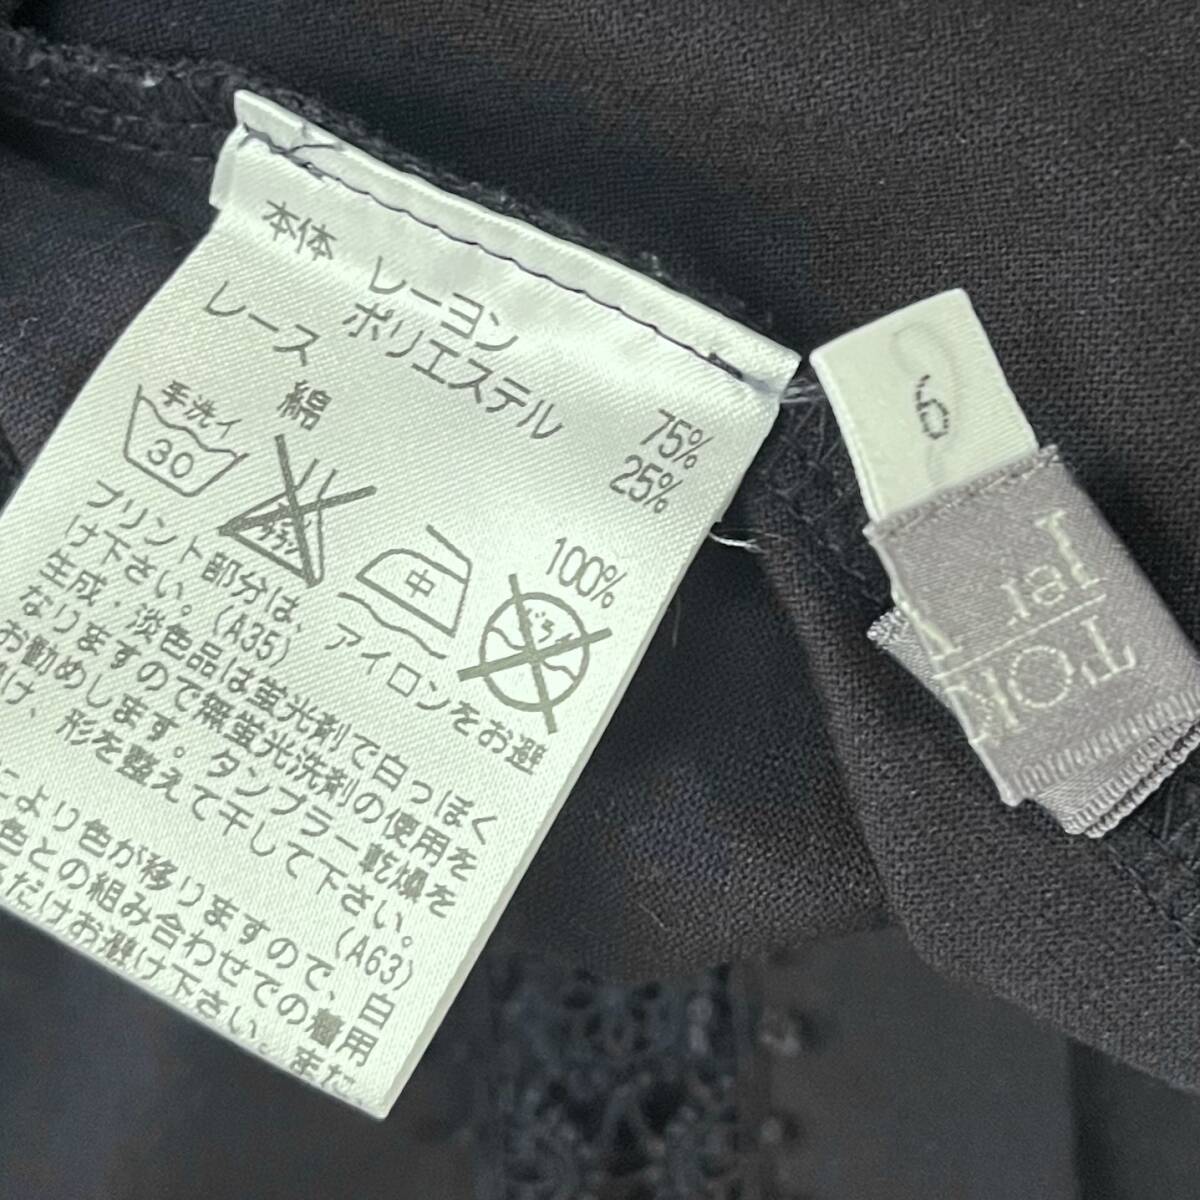 本体 レーヨン 75%
ポリエステル 25%
レース
綿 100%
手洗イ
30
中
プリント部分は、アイロンをお避
け下さい。(A35)
生成・淡色品は蛍光剤で白っぽく
なりますので無蛍光洗剤の使用を
お勧めします。タンブラー乾燥を
け、形を整えて干して下さい。
(A63)
により色が移りますので、白
色との組み合わせでの着用
だけお避け下さい。また
9
TOK